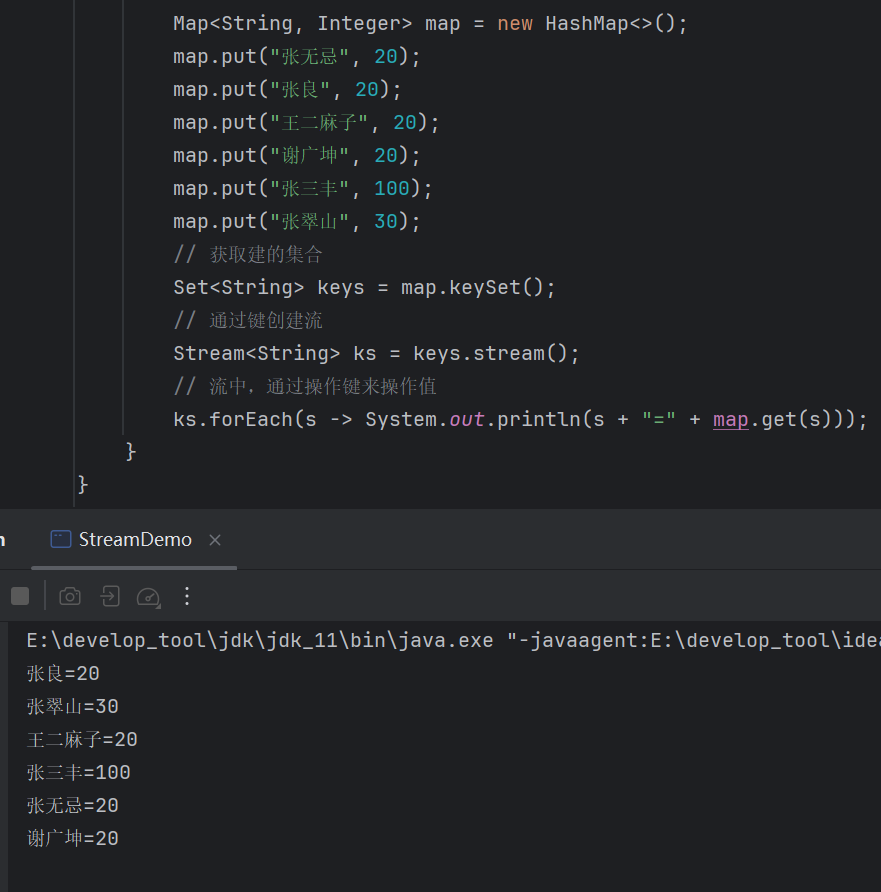 Map<String, Integer> map = new HashMap<>();
map.put("张无忌", 20);
map.put("张良", 20);
map.put("王二麻子", 20);
map.put("谢广坤", 20);
map.put("张三丰", 100);
map.put("张翠山", 30);
// 获取建的集合
Set<String> keys = map.keySet();
// 通过键创建流
Stream<String> ks = keys.stream();
// 流中，通过操作键来操作值
ks.forEach(s -> System.out.println(s + "=" + map.get(s)));
}
}
StreamDemo
E:\develop_tool\jdk\jdk_11\bin\java.exe "-javaagent:E:\develop_tool\idea
张良=20
张翠山=30
王二麻子=20
张三丰=100
张无忌=20
谢广坤=20